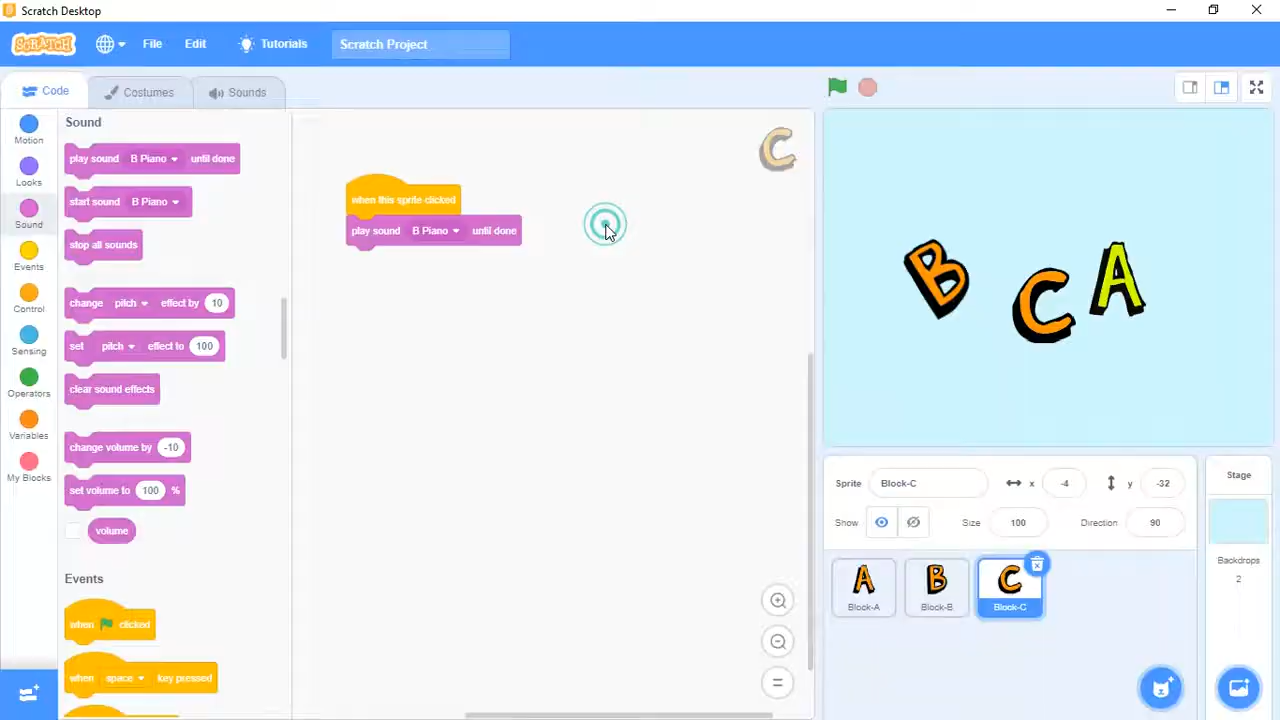 Scratch Desktop
SCRATCH File Edit Tutorials Scratch Project
Code Costumes Sounds
Motion
Looks
Sound
Events
Control
Sensing
Operators
Variables
My Blocks
Sound
play sound B Piano until done
start sound B Piano
stop all sounds
change pitch effect by 10
set pitch effect to 100
clear sound effects
change volume by -10
set volume to 100 %
volume
Events
when clicked
when space key pressed
when this sprite clicked
play sound B Piano until done
C
B C A
Sprite Block-C x -4 y -32
Show Size 100 Direction 90
A B C
Block-A Block-B Block-C
Stage
Backdrops
2